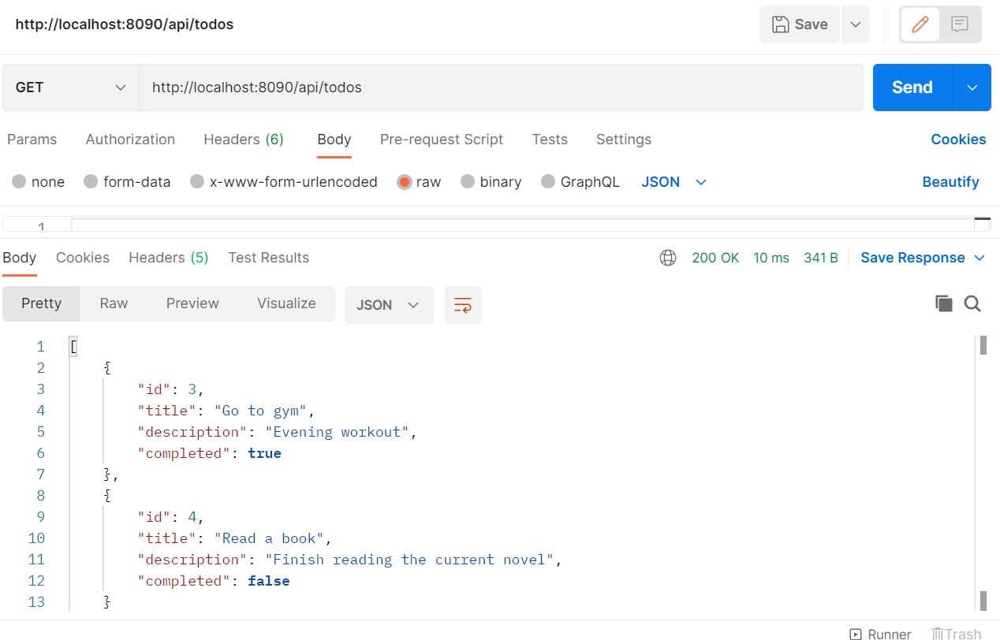 http://localhost:8090/api/todos Save
GET http://localhost:8090/api/todos Send
Params Authorization Headers (6) Body Pre-request Script Tests Settings Cookies
none form-data x-www-form-urlencoded raw binary GraphQL JSON Beautify
1
Body Cookies Headers (5) Test Results 200 OK 10 ms 341 B Save Response
Pretty Raw Preview Visualize JSON
1 [
2 {
3 "id": 3,
4 "title": "Go to gym",
5 "description": "Evening workout",
6 "completed": true
7 },
8 {
9 "id": 4,
10 "title": "Read a book",
11 "description": "Finish reading the current novel",
12 "completed": false
13 }
Runner Trash